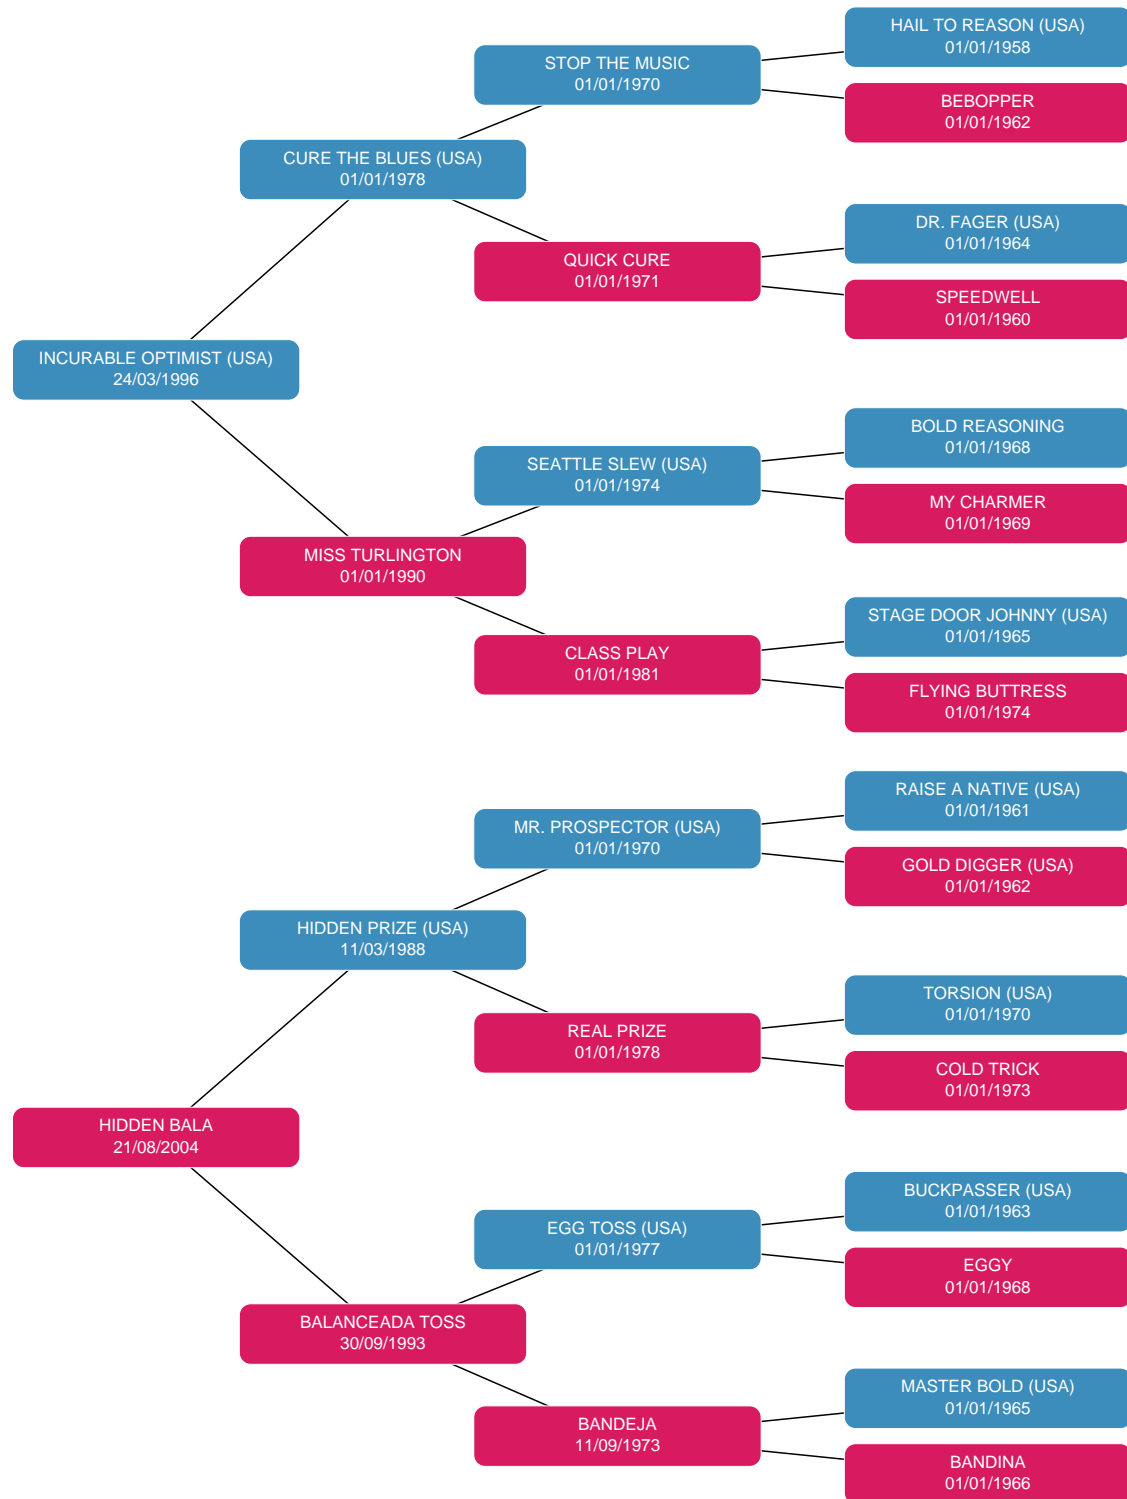 HAIL TO REASON (USA)
01/01/1958
STOP THE MUSIC
01/01/1970
BEBOPPER
01/01/1962
CURE THE BLUES (USA)
01/01/1978
DR. FAGER (USA)
01/01/1964
QUICK CURE
01/01/1971
SPEEDWELL
01/01/1960
INCURABLE OPTIMIST (USA)
24/03/1996
BOLD REASONING
01/01/1968
SEATTLE SLEW (USA)
01/01/1974
MY CHARMER
01/01/1969
MISS TURLINGTON
01/01/1990
STAGE DOOR JOHNNY (USA)
01/01/1965
CLASS PLAY
01/01/1981
FLYING BUTTRESS
01/01/1974
RAISE A NATIVE (USA)
01/01/1961
MR. PROSPECTOR (USA)
01/01/1970
GOLD DIGGER (USA)
01/01/1962
HIDDEN PRIZE (USA)
11/03/1988
TORSION (USA)
01/01/1970
REAL PRIZE
01/01/1978
COLD TRICK
01/01/1973
HIDDEN BALA
21/08/2004
BUCKPASSER (USA)
01/01/1963
EGG TOSS (USA)
01/01/1977
EGGY
01/01/1968
BALANCEADA TOSS
30/09/1993
MASTER BOLD (USA)
01/01/1965
BANDEJA
11/09/1973
BANDINA
01/01/1966